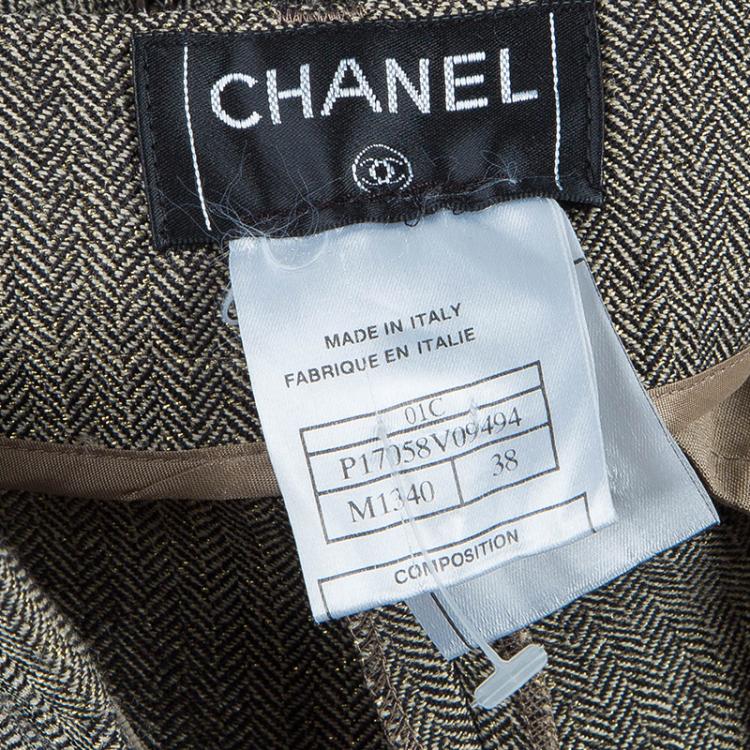 CHANEL
MADE IN ITALY
FABRIQUE EN ITALIE
01C
P17058V09494
M1340 38
COMPOSITION